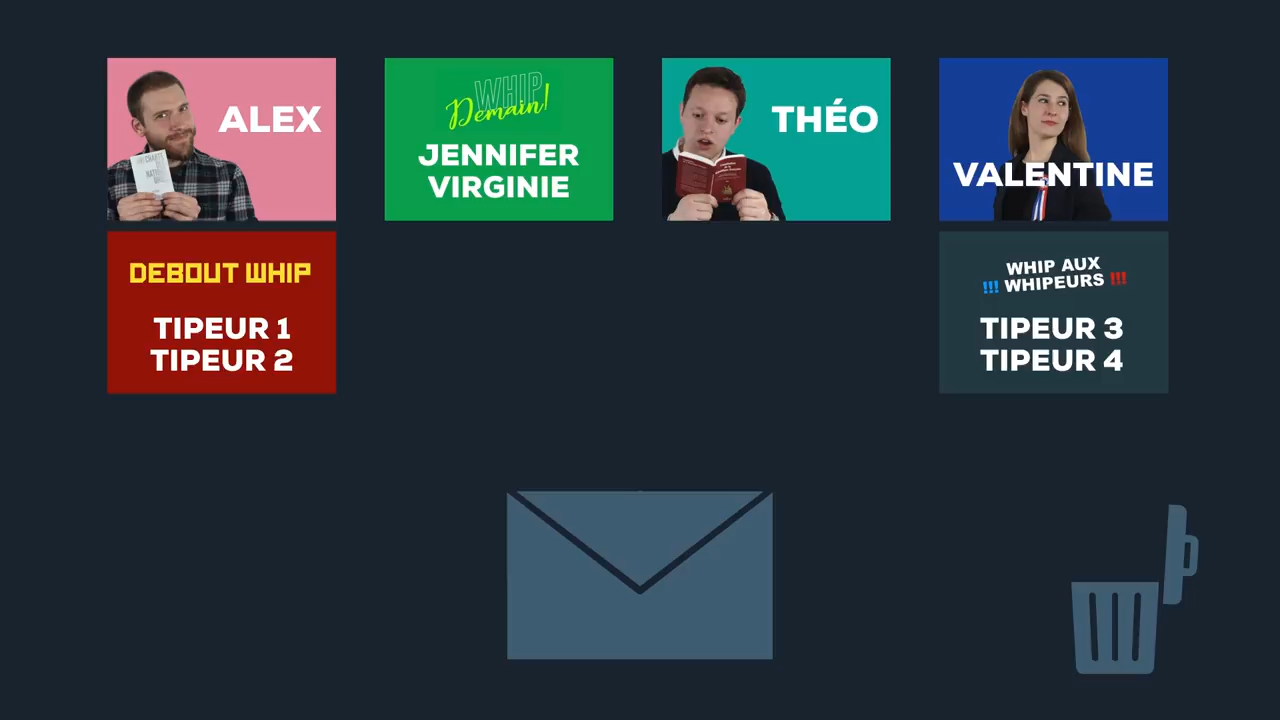 ALEX
WHIP
Demain!
JENNIFER
VIRGINIE
THÉO
VALENTINE
DEBOUT WHIP
TIPEUR 1
TIPEUR 2
WHIP AUX
!!! WHIPEURS !!!
TIPEUR 3
TIPEUR 4